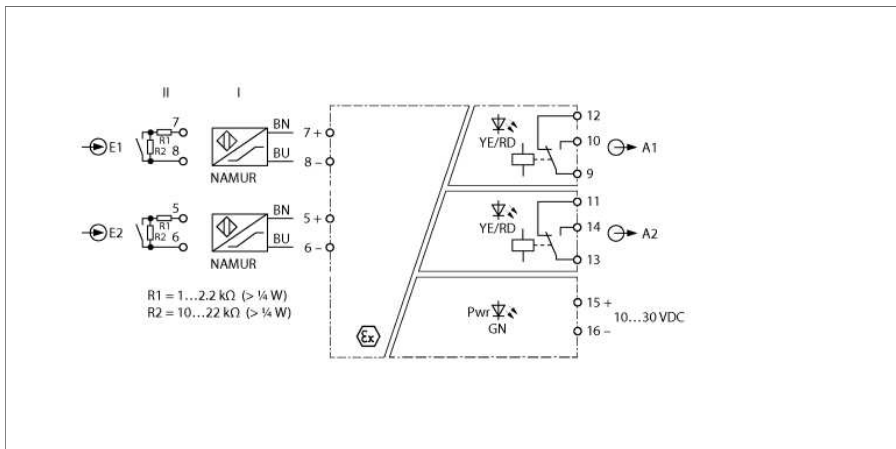 II I
7
E1
R1
R2
8
BN
7 +
BU
8 –
NAMUR
5
E2
R1
R2
6
BN
5 +
BU
6 –
NAMUR
R1 = 1…2.2 kΩ (> ¼ W)
R2 = 10…22 kΩ (> ¼ W)
Ex
YE/RD
12
10
9
A1
YE/RD
11
14
13
A2
Pwr
GN
15 +
16 –
10…30 VDC